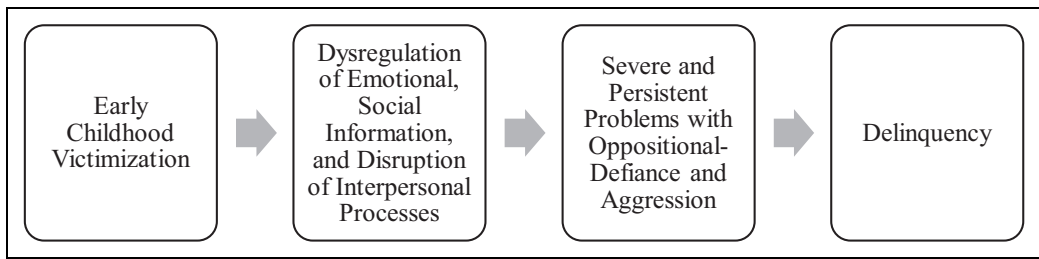 Early
Childhood
Victimization
Dysregulation
of Emotional,
Social
Information,
and Disruption
of Interpersonal
Processes
Severe and
Persistent
Problems with
Oppositional-
Defiance and
Aggression
Delinquency